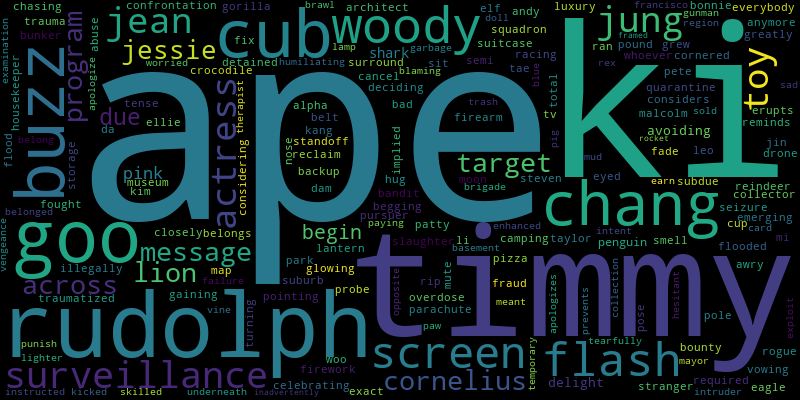 chasing
confrontation
gorilla
brawl
architect
luxury
francisco
bonnie
everybody
trauma
jean
cub
woody
elf
andy
jung
gunman
anymore
bunker
program
fix
lamp
garbage
doll
squadron
region
greatly
examination
housekeeper
abuse
jessie
worried
detained
humiliating
shark
suitcase
framed
ran
pound
grew
whoever
cornered
apologize
crocodile
surround
sit
semi
racing
rex
pete
toy
buzz
tense
actress
therapist
considering
cancel
blaming
tae
blue
quarantine
erupts
sad
ape
ki
deciding
total
considers
due
alpha
bad
trash
tv
malcolm
sold
reminds
da
belt
firearm
avoiding
jin
flood
belong
ellie
kang
standoff
implied
pig
fade
leo
drone
storage
nose
reclaim
target
mud
rocket
pink
backup
hug
moon
steven
eyed
earn
subdue
museum
kim
dam
bandit
brigade
reindeer
fought
begging
chang
collector
belonged
paying
pursuer
patty
enhanced
seizure
cup
goo
closely
belongs
begin
slaughter
li
camping
taylor
intent
emerging
card
vengeance
message
lantern
basement
penguin
smell
flooded
mi
illegally
lion
map
park
glowing
opposite
rip
mute
pizza
timmy
awry
across
failure
suburb
probe
overdose
fraud
apologizes
prevents
collection
pose
hesitant
exploit
traumatized
gaining
pointing
parachute
meant
pole
rudolph
vine
turning
paw
tearfully
rogue
punish
firework
screen
temporary
flash
bounty
mayor
lighter
woo
vowing
surveillance
cornelius
delight
stranger
required
intruder
eagle
instructed
kicked
skilled
underneath
inadvertently
celebrating
exact